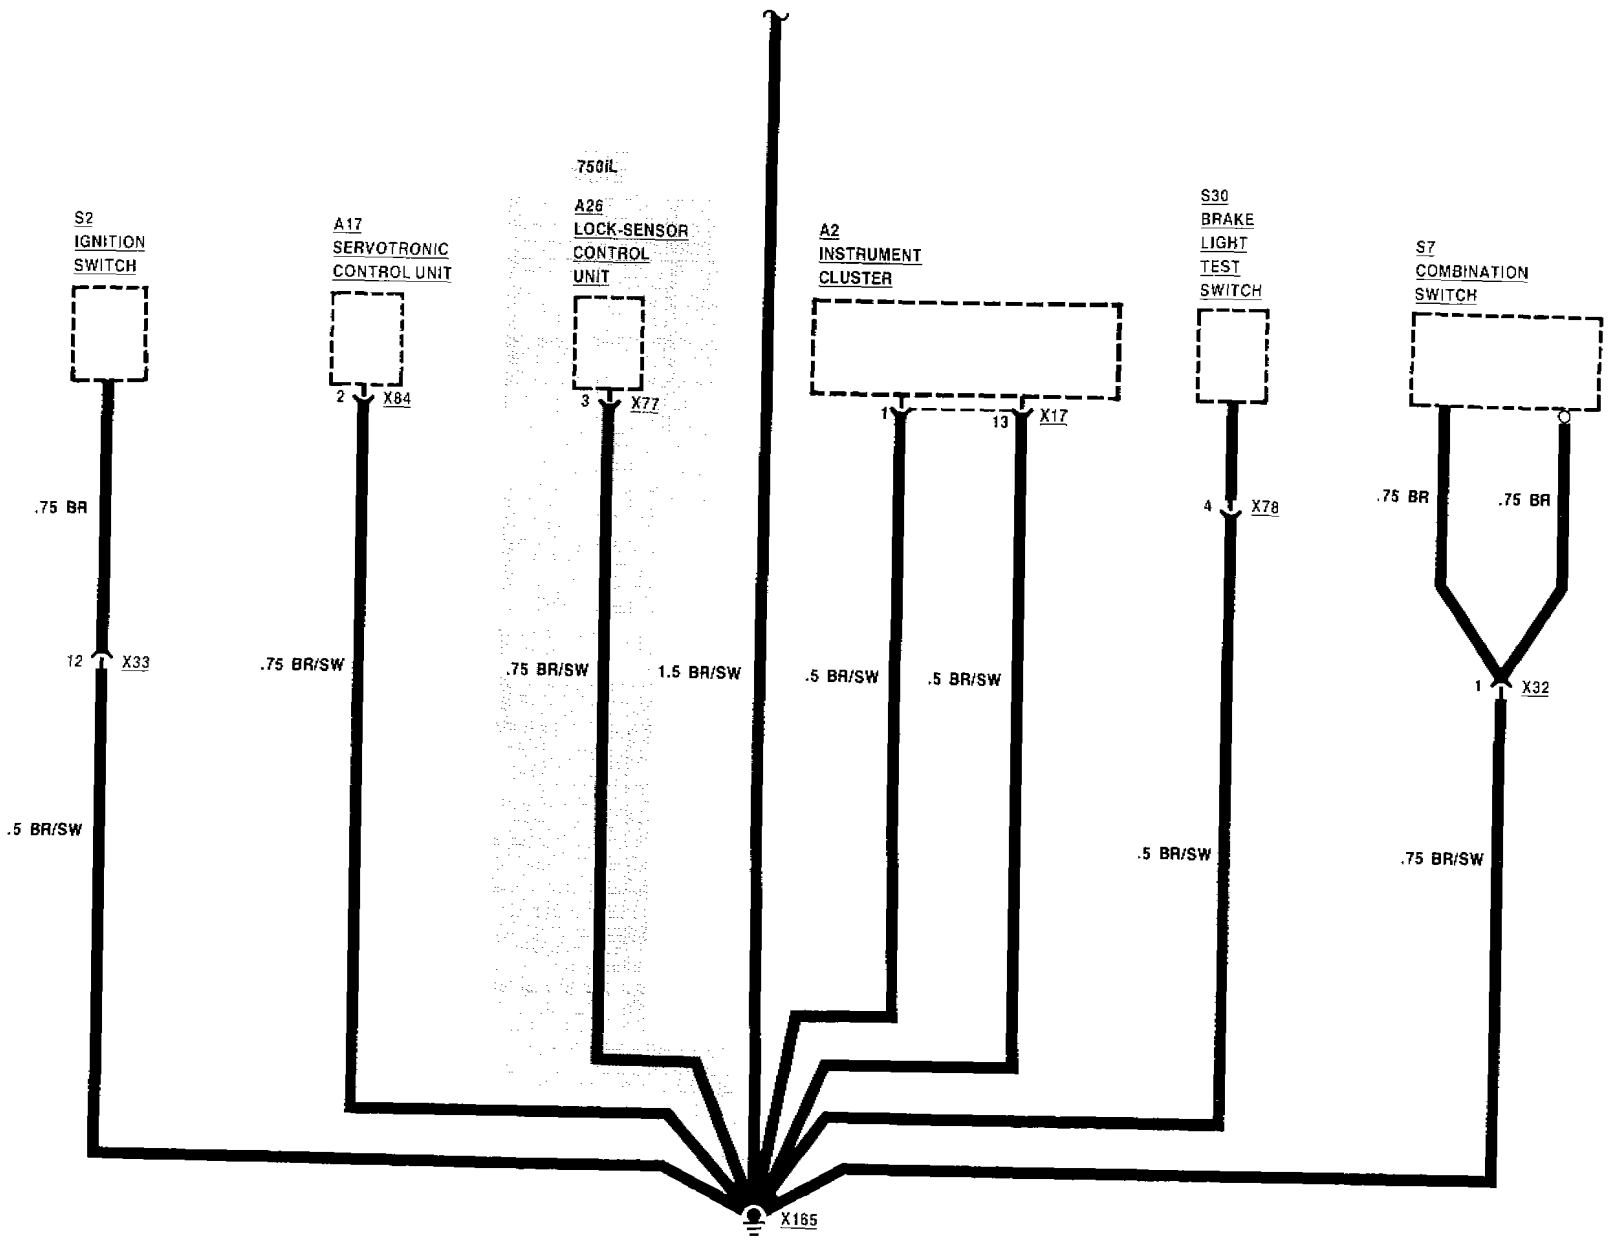 750iL
S2
IGNITION
SWITCH
A17
SERVOTRONIC
CONTROL UNIT
A26
LOCK-SENSOR
CONTROL
UNIT
A2
INSTRUMENT
CLUSTER
S30
BRAKE
LIGHT
TEST
SWITCH
S7
COMBINATION
SWITCH
2 X84
3 X77
1
13 X17
.75 BR
4 X78
.75 BR
.75 BR
12 X33
.75 BR/SW
.75 BR/SW
1.5 BR/SW
.5 BR/SW
.5 BR/SW
1 X32
.5 BR/SW
.5 BR/SW
.75 BR/SW
X165